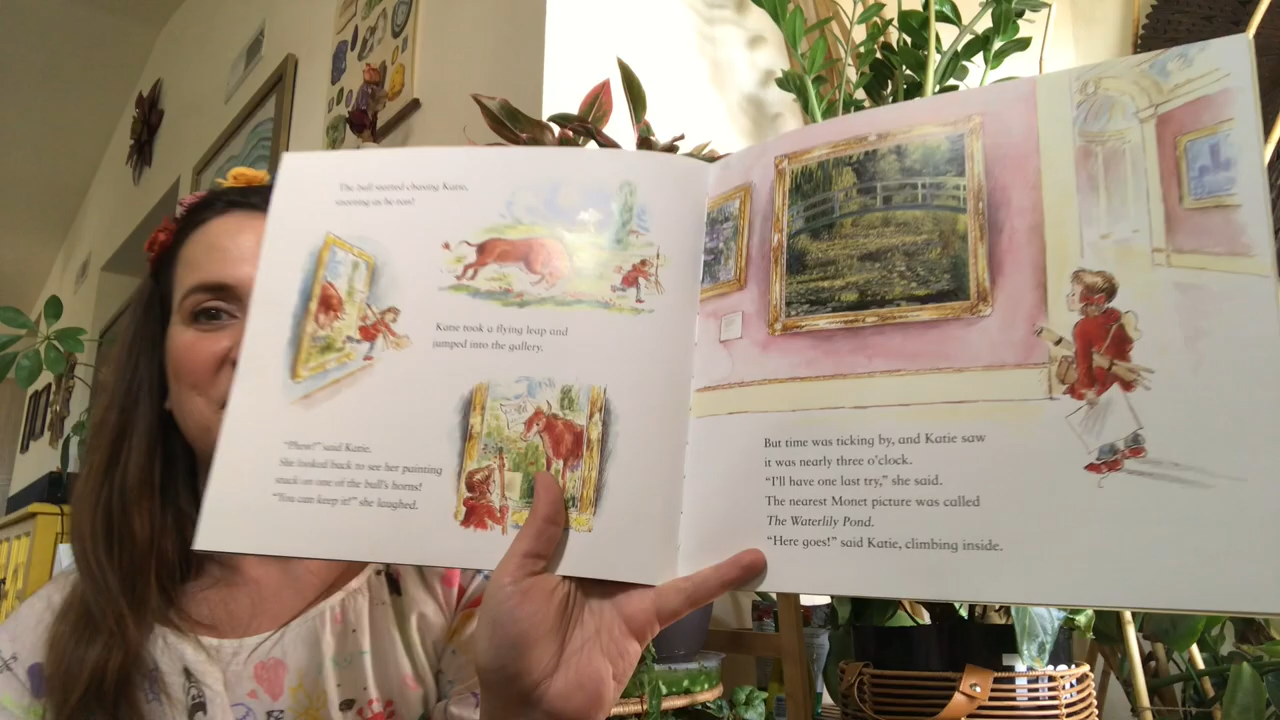 The bull started chasing Katie,
snorting as he ran!
Katie took a flying leap and
jumped into the gallery.
“Phew!” said Katie.
She looked back to see her painting
stuck on one of the bull’s horns!
“You can keep it!” she laughed.
But time was ticking by, and Katie saw
it was nearly three o’clock.
“I’ll have one last try,” she said.
The nearest Monet picture was called
The Waterlily Pond.
“Here goes!” said Katie, climbing inside.